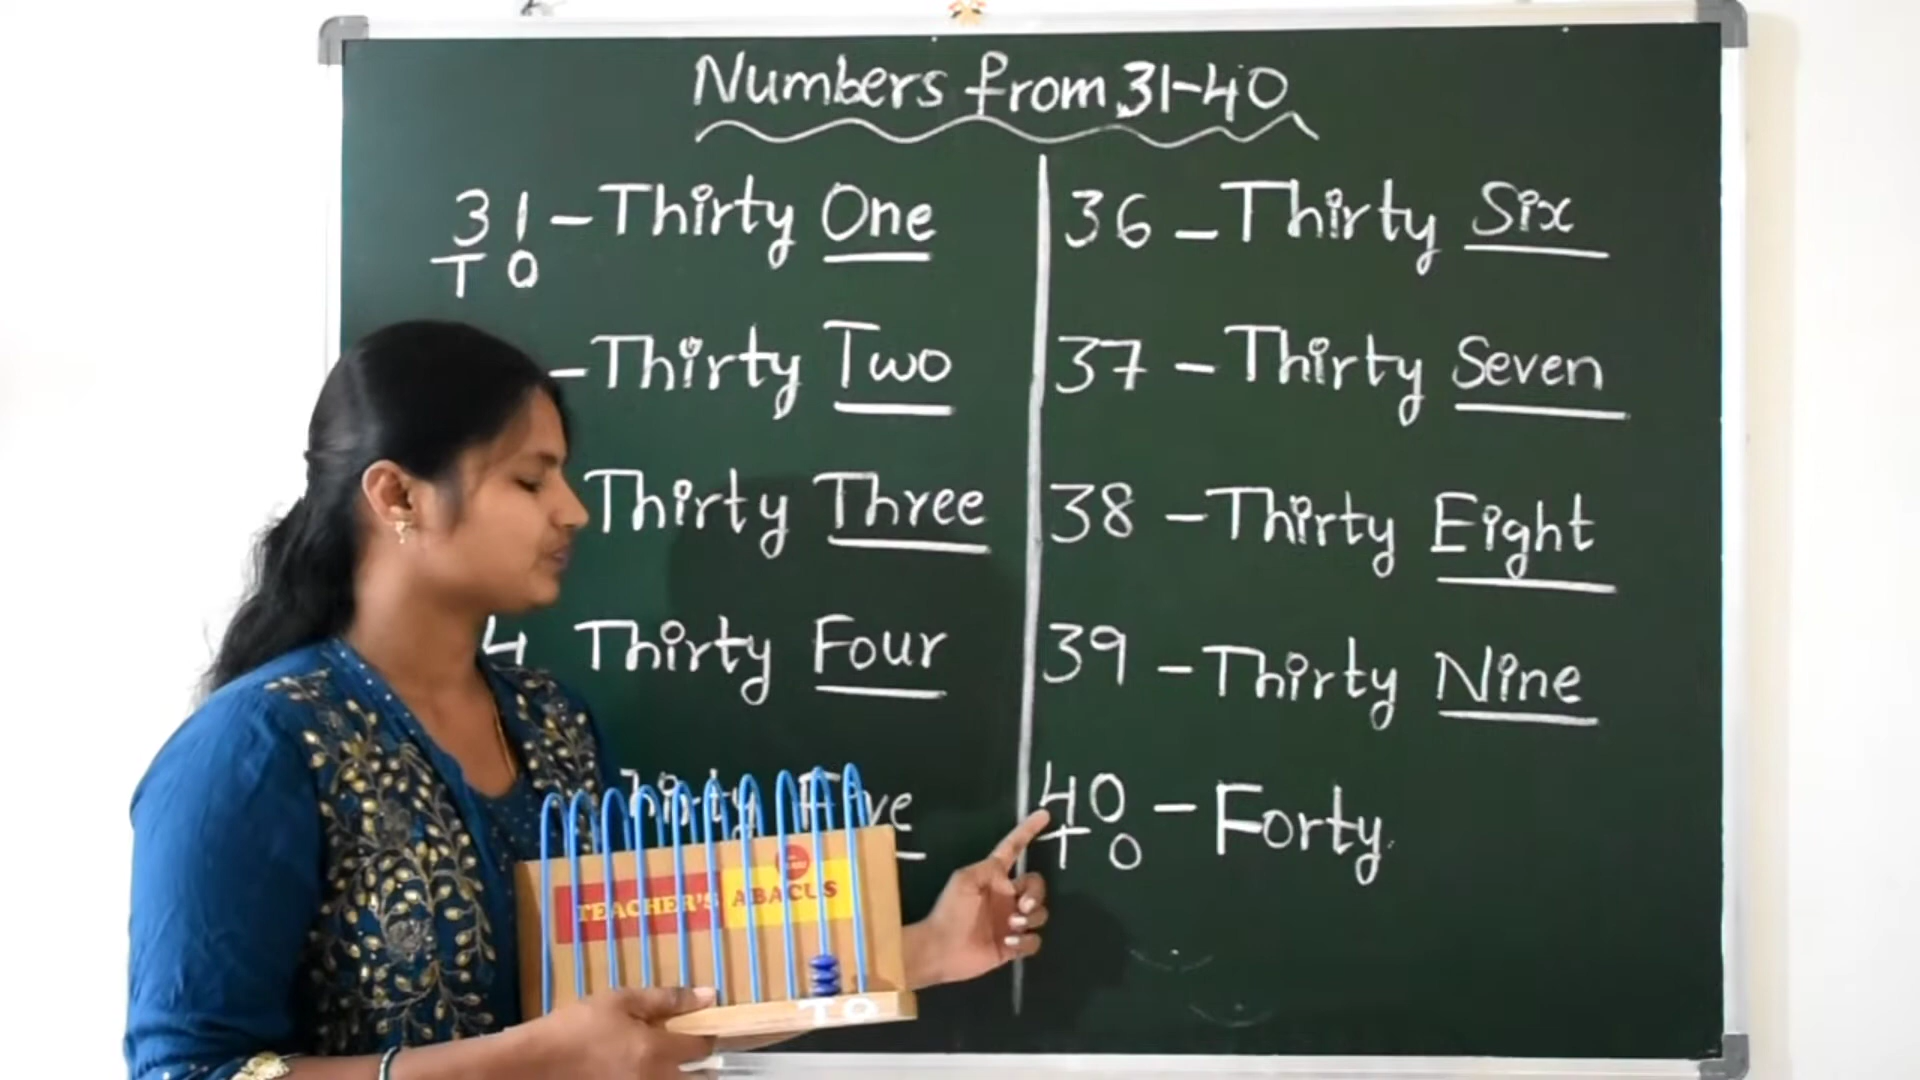 Numbers from 31-40
31 - Thirty One
T O
- Thirty Two
Thirty Three
4 Thirty Four
36 - Thirty Six
37 - Thirty Seven
38 - Thirty Eight
39 - Thirty Nine
40 - Forty
T O
TEACHER'S ABACUS
T O